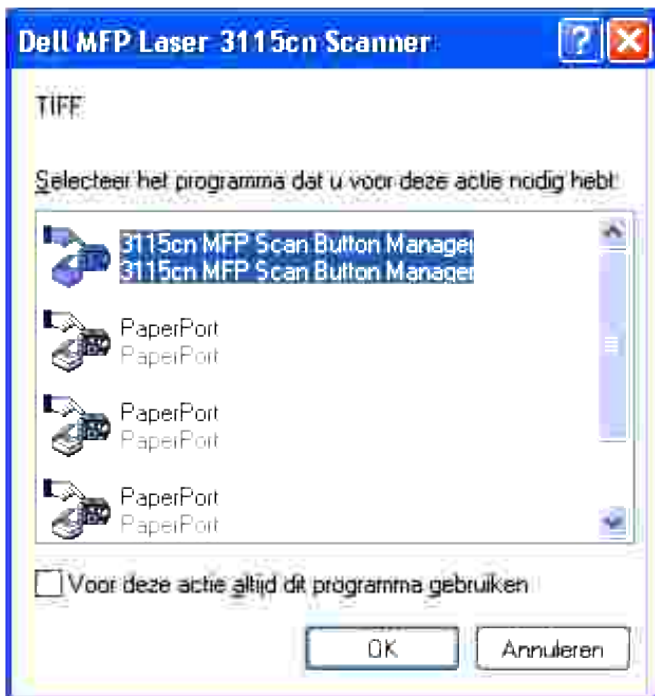 Dell MFP Laser 3115cn Scanner
TIFF
Selecteer het programma dat u voor deze actie nodig hebt:
3115cn MFP Scan Button Manager
3115cn MFP Scan Button Manager
PaperPort
PaperPort
PaperPort
PaperPort
PaperPort
PaperPort
Voor deze actie altijd dit programma gebruiken
OK
Annuleren